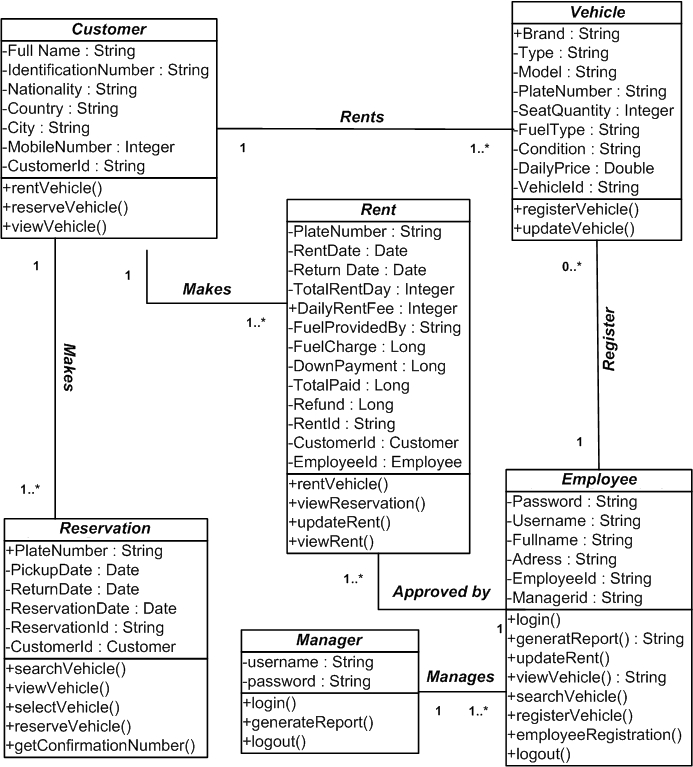 Customer
-Full Name : String
-IdentificationNumber : String
-Nationality : String
-Country : String
-City : String
-MobileNumber : Integer
-CustomerId : String
+rentVehicle()
+reserveVehicle()
+viewVehicle()
Rents
1
1..*
Vehicle
+Brand : String
-Type : String
-Model : String
-PlateNumber : String
-SeatQuantity : Integer
-FuelType : String
-Condition : String
-DailyPrice : Double
-VehicleId : String
+registerVehicle()
+updateVehicle()
1
Makes
1..*
1
Makes
1..*
Rent
-PlateNumber : String
-RentDate : Date
-Return Date : Date
-TotalRentDay : Integer
+DailyRentFee : Integer
-FuelProvidedBy : String
-FuelCharge : Long
-DownPayment : Long
-TotalPaid : Long
-Refund : Long
-RentId : String
-CustomerId : Customer
-EmployeeId : Employee
+rentVehicle()
+viewReservation()
+updateRent()
+viewRent()
0..*
Register
1
Reservation
+PlateNumber : String
-PickupDate : Date
-ReturnDate : Date
-ReservationDate : Date
-ReservationId : String
-CustomerId : Customer
+searchVehicle()
+viewVehicle()
+selectVehicle()
+reserveVehicle()
+getConfirmationNumber()
1..*
Approved by
1
Employee
-Password : String
-Username : String
-Fullname : String
-Adress : String
-EmployeeId : String
-Managerid : String
+login()
+generatReport() : String
+updateRent()
+viewVehicle() : String
+searchVehicle()
+registerVehicle()
+employeeRegistration()
+logout()
Manager
-username : String
-password : String
+login()
+generateReport()
+logout()
Manages
1
1..*